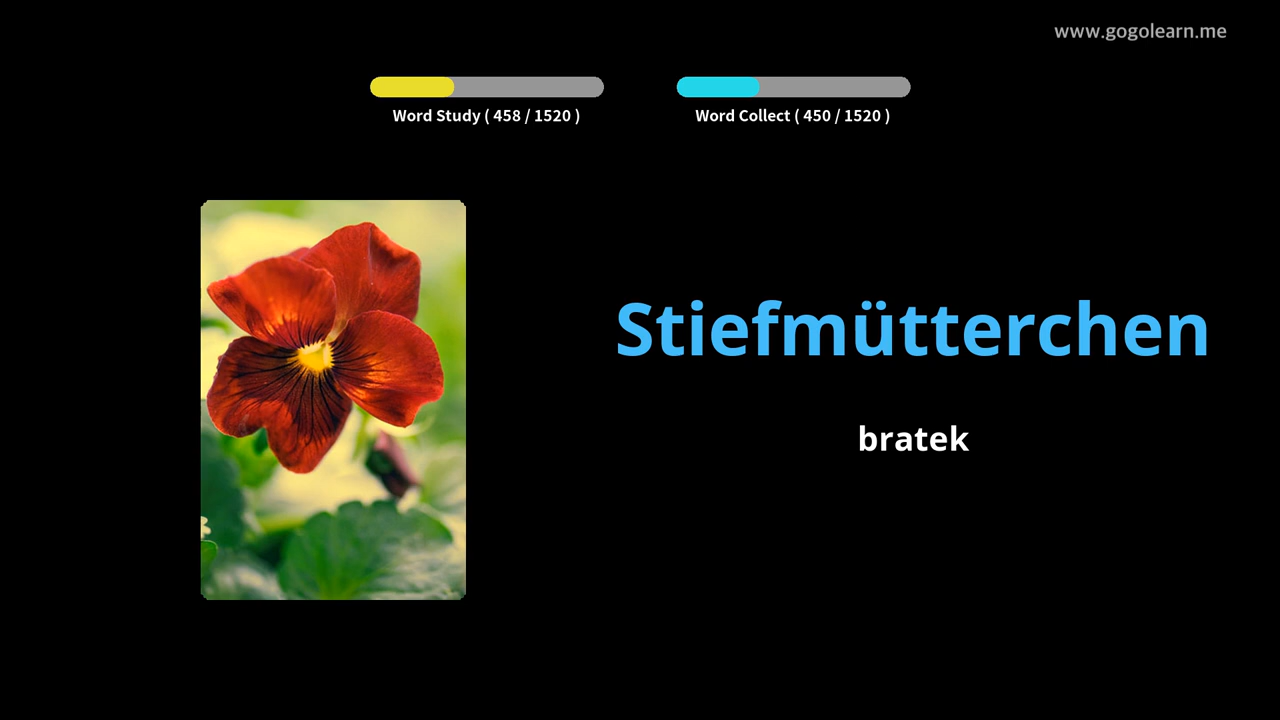 www.gogolearn.me
Word Study ( 458 / 1520 )
Word Collect ( 450 / 1520 )
Stiefmütterchen
bratek